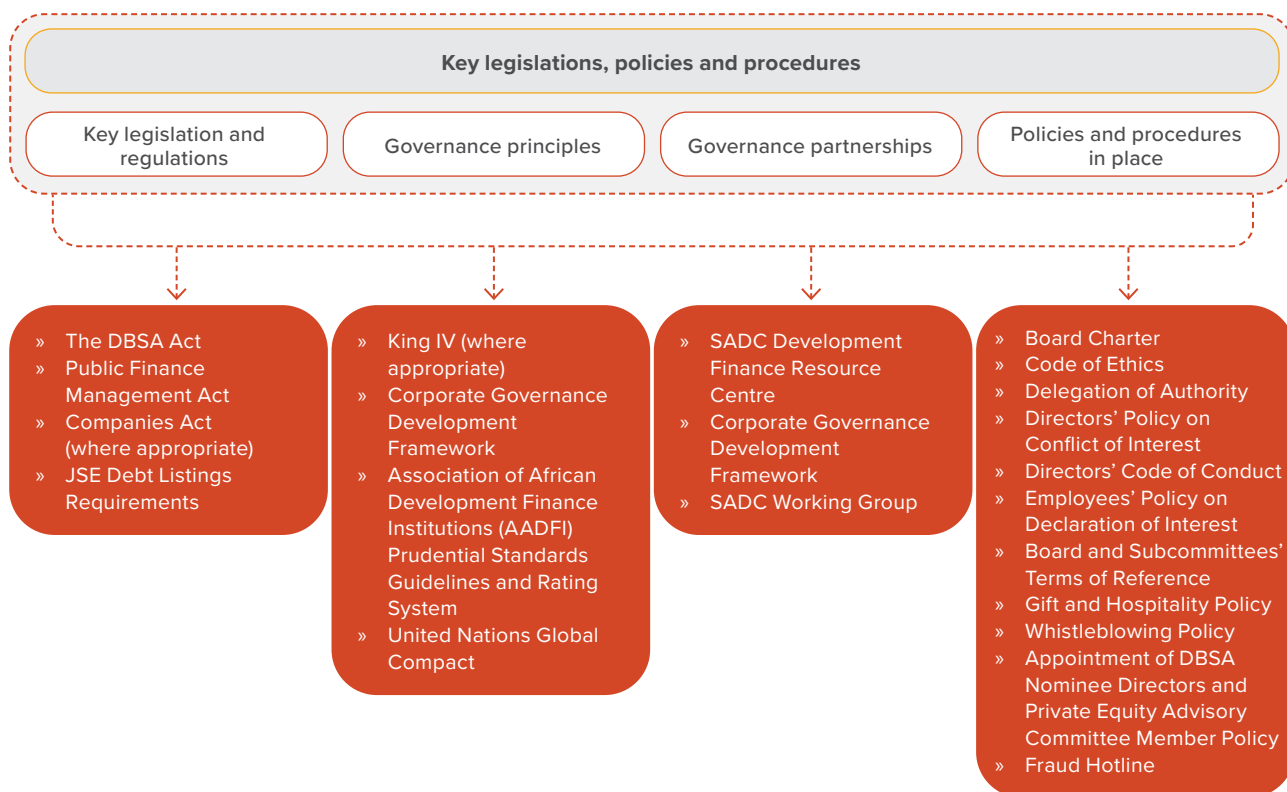 Key legislations, policies and procedures
Key legislation and
regulations
Governance principles
Governance partnerships
Policies and procedures
in place
» The DBSA Act
» Public Finance
Management Act
» Companies Act
(where appropriate)
» JSE Debt Listings
Requirements
» King IV (where
appropriate)
» Corporate Governance
Development
Framework
» Association of African
Development Finance
Institutions (AADFI)
Prudential Standards
Guidelines and Rating
System
» United Nations Global
Compact
» SADC Development
Finance Resource
Centre
» Corporate Governance
Development
Framework
» SADC Working Group
» Board Charter
» Code of Ethics
» Delegation of Authority
» Directors’ Policy on
Conflict of Interest
» Directors’ Code of Conduct
» Employees’ Policy on
Declaration of Interest
» Board and Subcommittees’
Terms of Reference
» Gift and Hospitality Policy
» Whistleblowing Policy
» Appointment of DBSA
Nominee Directors and
Private Equity Advisory
Committee Member Policy
» Fraud Hotline